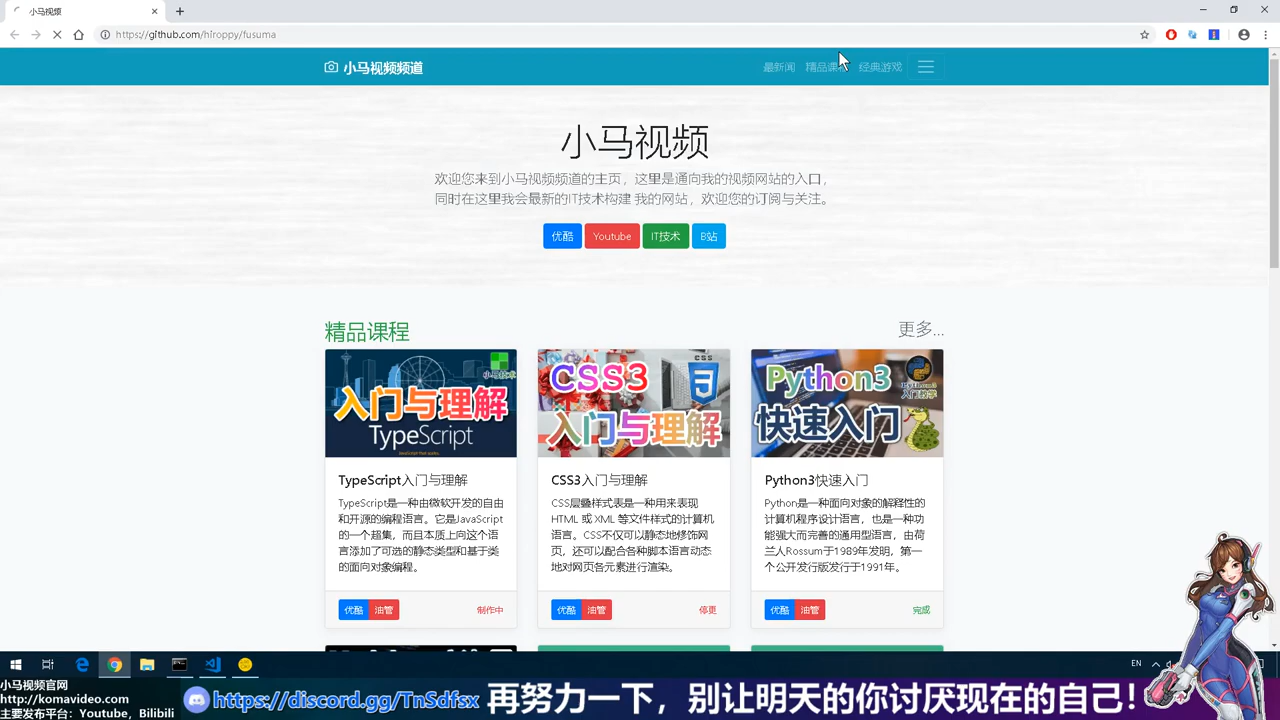 小马视频
https://github.com/hiroppy/fusuma
小马视频频道
最新闻 精品课程 经典游戏
小马视频
欢迎您来到小马视频频道的主页，这里是通向我的视频网站的入口，
同时在这里我会最新的IT技术构建 我的网站，欢迎您的订阅与关注。
优酷 Youtube IT技术 B站
精品课程 更多...
小马技术
入门与理解
TypeScript
CSS
CSS3
入门与理解
Python3
入门教学
快速入门
TypeScript入门与理解
TypeScript是一种由微软开发的自由
和开源的编程语言。它是JavaScript
的一个超集，而且本质上向这个语
言添加了可选的静态类型和基于类
的面向对象编程。
优酷 油管 制作中
CSS3入门与理解
CSS层叠样式表是一种用来表现
HTML 或 XML 等文件样式的计算机
语言。CSS不仅可以静态地修饰网
页，还可以配合各种脚本语言动态
地对网页各元素进行渲染。
优酷 油管 停更
Python3快速入门
Python是一种面向对象的解释性的
计算机程序设计语言，也是一种功
能强大而完善的通用型语言，由荷
兰人Rossum于1989年发明，第一
个公开发行版发行于1991年。
优酷 油管 完成
EN
小马视频官网
http://komavideo.com
主要发布平台：Youtube，Bilibili
https://discord.gg/TnSdfsx 再努力一下，别让明天的你讨厌现在的自己！